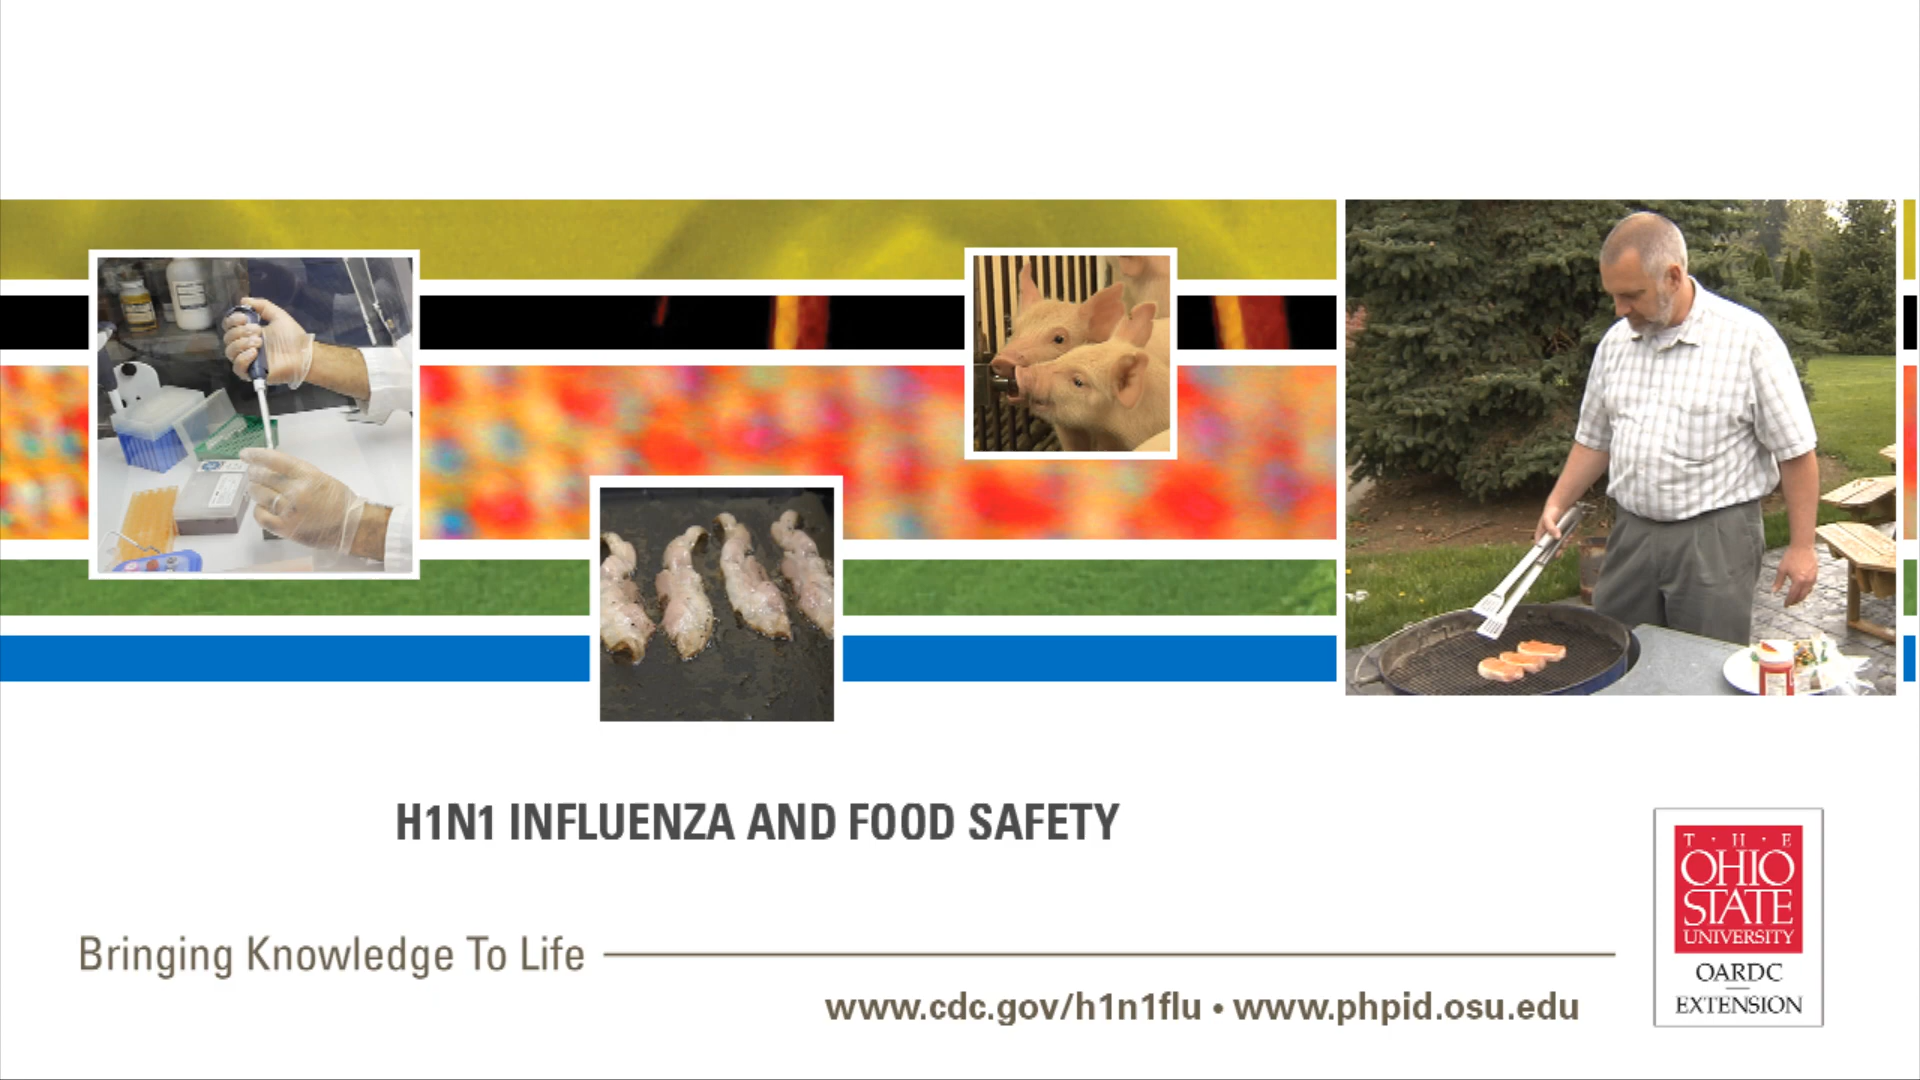 H1N1 INFLUENZA AND FOOD SAFETY
Bringing Knowledge To Life
www.cdc.gov/h1n1flu • www.phpid.osu.edu
T · H · E
OHIO
STATE
UNIVERSITY
OARDC
EXTENSION